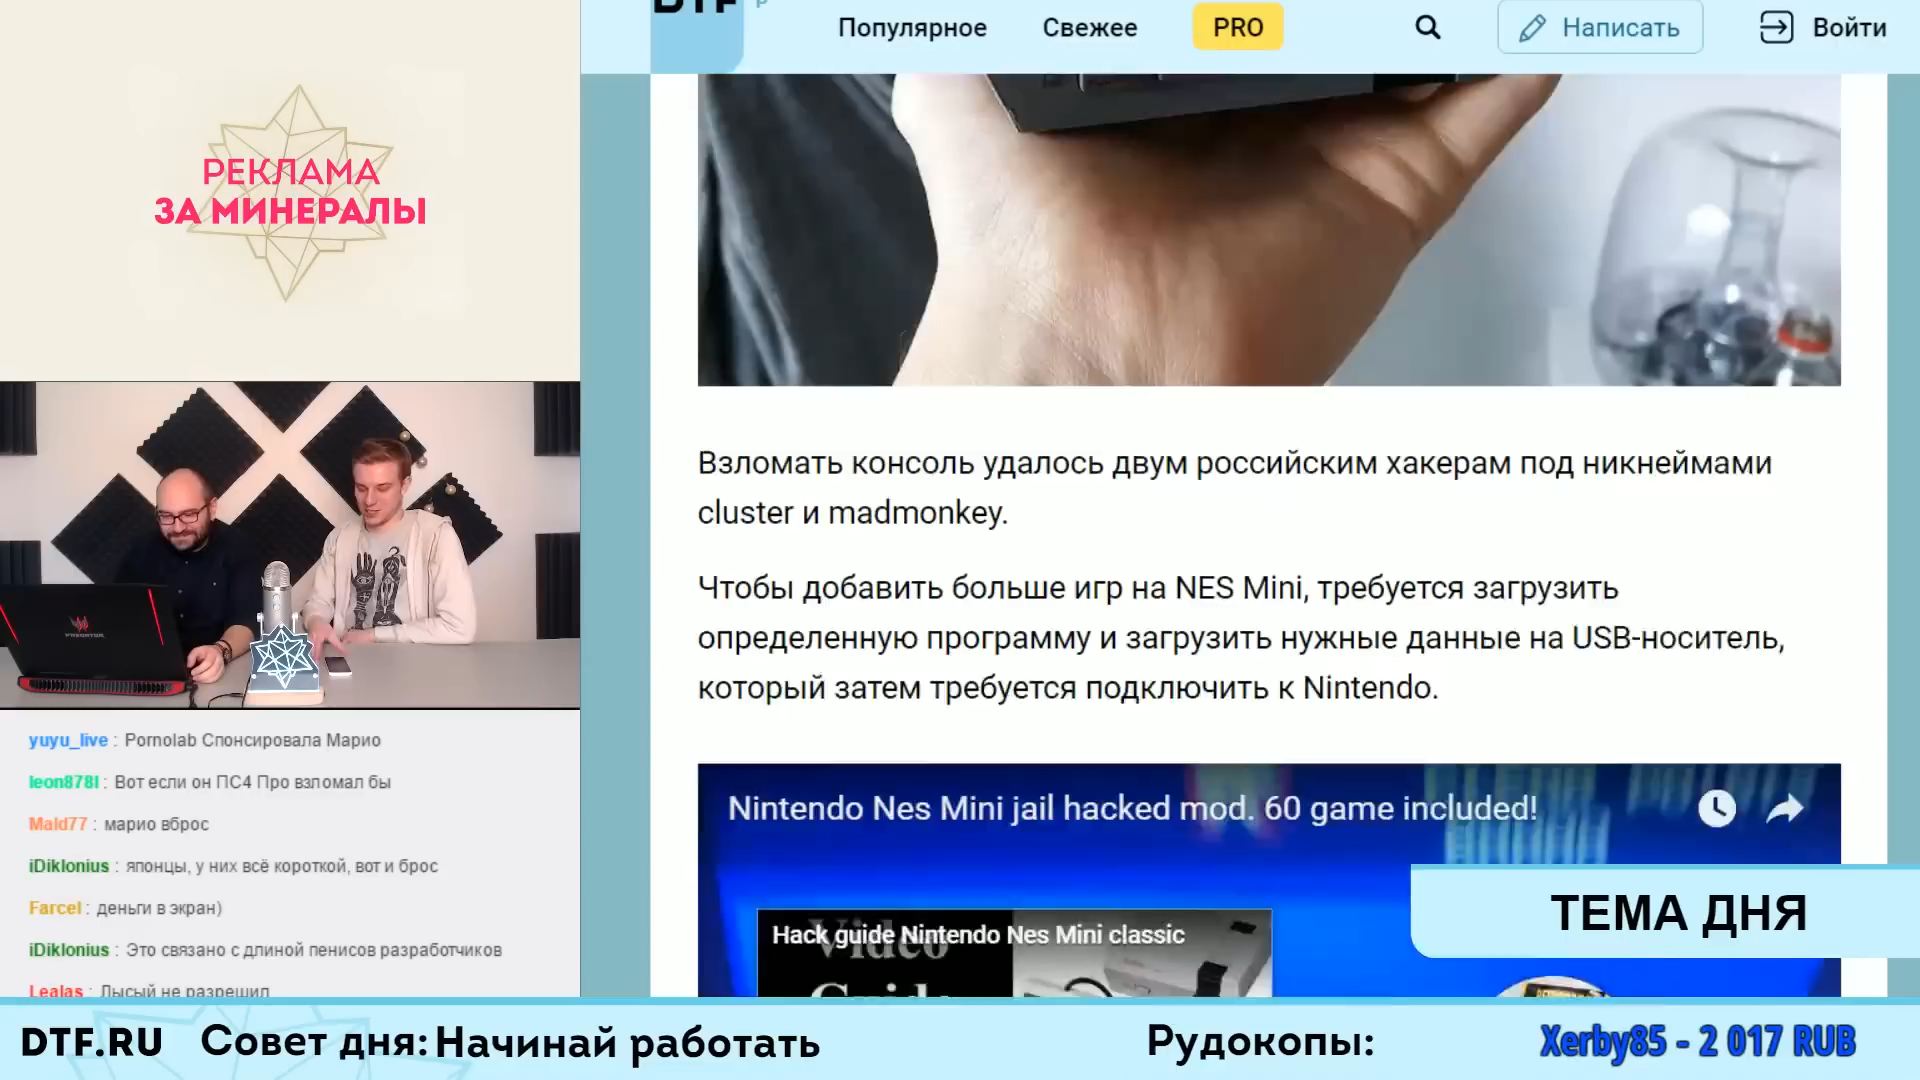 DTF
Популярное
Свежее
PRO
Написать
Войти
РЕКЛАМА
ЗА МИНЕРАЛЫ
PREDATOR
Взломать консоль удалось двум российским хакерам под никнеймами
cluster и madmonkey.
Чтобы добавить больше игр на NES Mini, требуется загрузить
определенную программу и загрузить нужные данные на USB-носитель,
который затем требуется подключить к Nintendo.
Nintendo Nes Mini jail hacked mod. 60 game included!
Hack guide Nintendo Nes Mini classic
Video
Guide
ТЕМА ДНЯ
yuyu_live : Pornolab Спонсировала Марио
leon878l : Вот если он ПС4 Про взломал бы
Mald77 : марио вброс
iDiklonius : японцы, у них всё короткой, вот и брос
Farcel : деньги в экран)
iDiklonius : Это связано с длиной пенисов разработчиков
Lealas : Лысый не разрешил
DTF.RU
Совет дня: Начинай работать
Рудокопы:
Xerby85 - 2 017 RUB